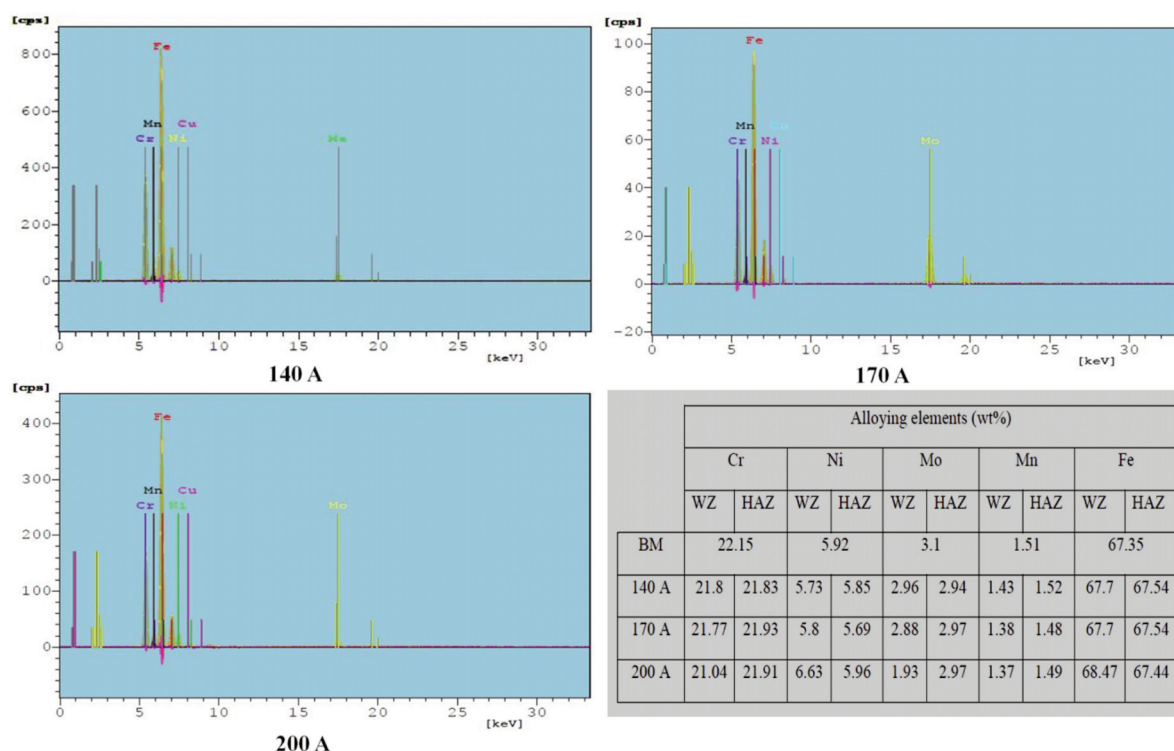 [cps]
Fe
800
600
Mn Cu
Cr Ni
400
200
0
0 5 10 15 20 25 30
[keV]
140 A
[cps]
Fe
100
80
60
Mn
Cr Ni Mo
40
20
0
-20
0 5 10 15 20 25 30
[keV]
170 A
[cps]
Fe
400
300
Mn Cu
Cr Ni Mo
200
100
0
0 5 10 15 20 25 30
[keV]
200 A
Alloying elements (wt%)
Cr Ni Mo Mn Fe
WZ HAZ WZ HAZ WZ HAZ WZ HAZ WZ HAZ
BM 22.15 5.92 3.1 1.51 67.35
140 A 21.8 21.83 5.73 5.85 2.96 2.94 1.43 1.52 67.7 67.54
170 A 21.77 21.93 5.8 5.69 2.88 2.97 1.38 1.48 67.7 67.54
200 A 21.04 21.91 6.63 5.96 1.93 2.97 1.37 1.49 68.47 67.44